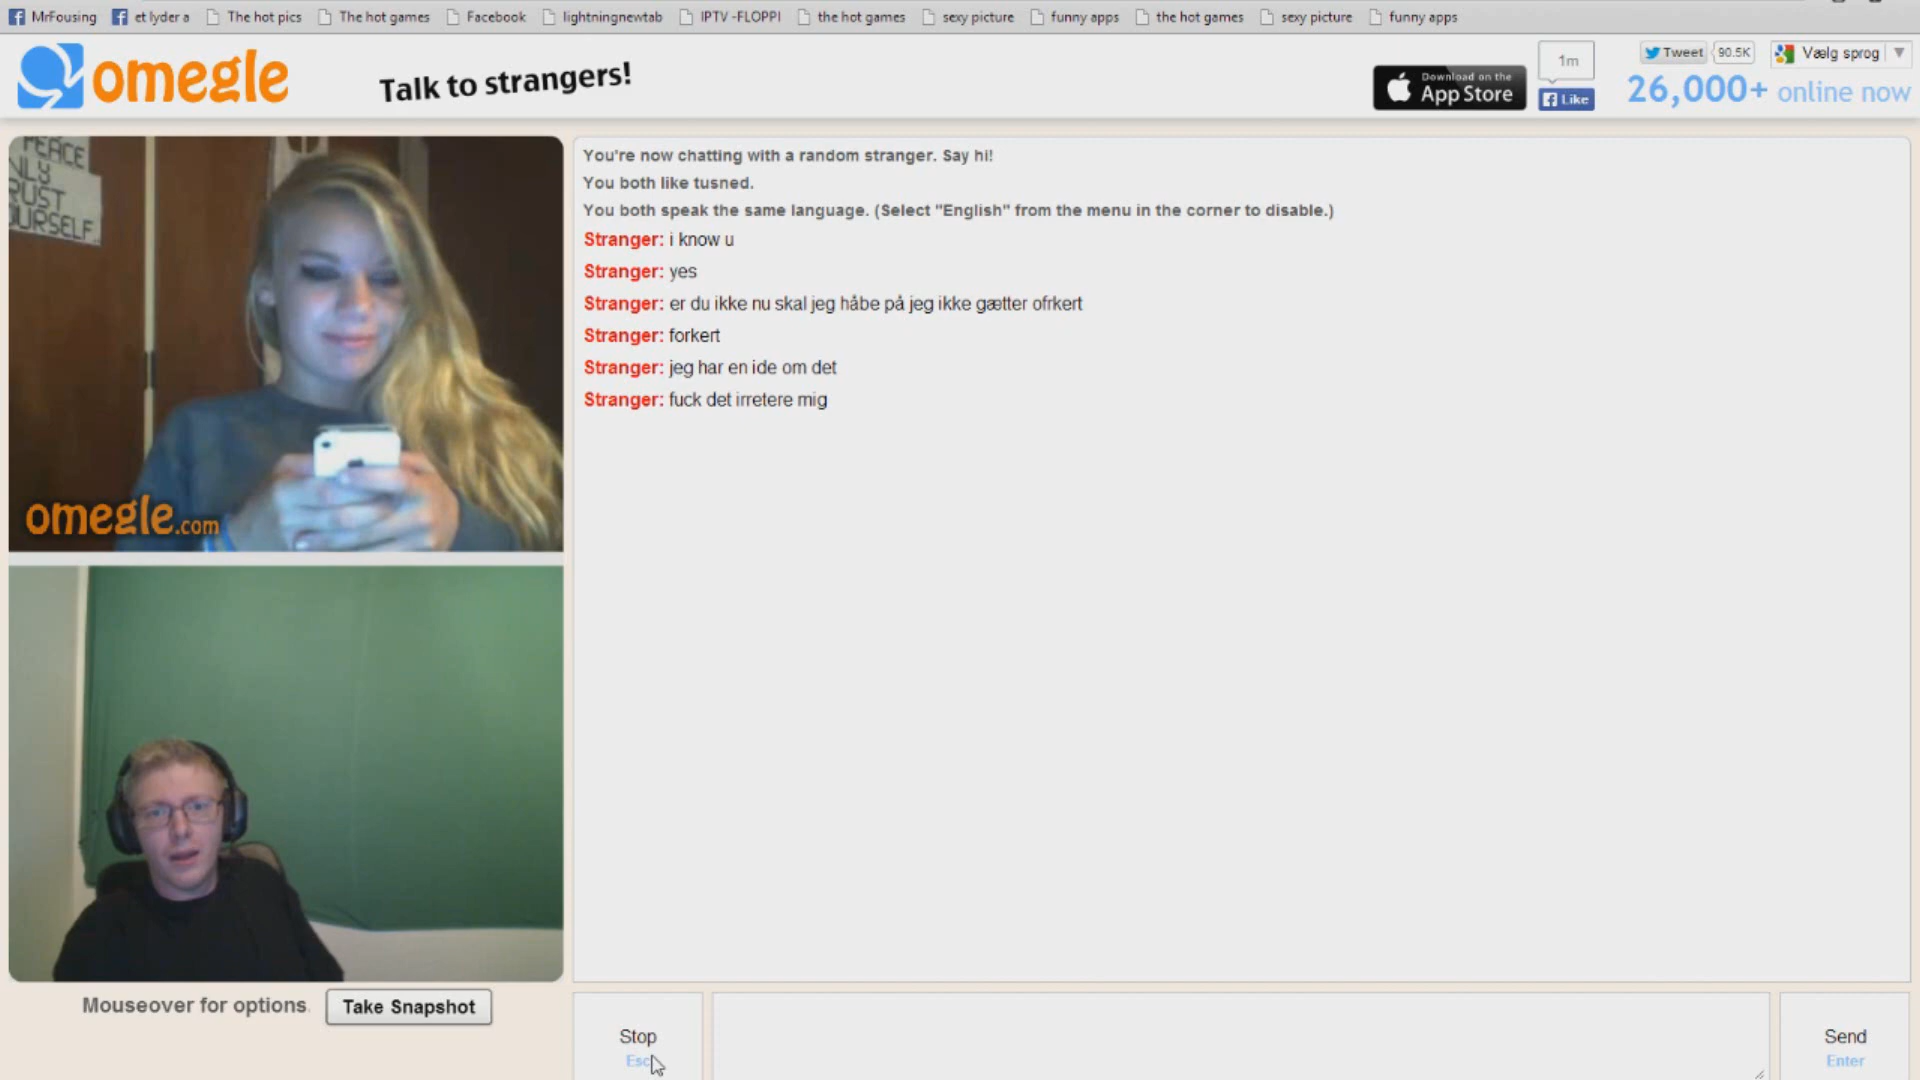 MrFousing et lyder a The hot pics The hot games Facebook lightningnewtab IPTV -FLOPPI the hot games sexy picture funny apps the hot games sexy picture funny apps
omegle
Talk to strangers!
Download on the
App Store
1m
Like
Tweet 90.5K
Vælg sprog
26,000+ online now
PEACE
NLY
RUST
OURSELF
omegle.com
You're now chatting with a random stranger. Say hi!
You both like tusned.
You both speak the same language. (Select "English" from the menu in the corner to disable.)
Stranger: i know u
Stranger: yes
Stranger: er du ikke nu skal jeg håbe på jeg ikke gætter ofrkert
Stranger: forkert
Stranger: jeg har en ide om det
Stranger: fuck det irretere mig
Mouseover for options.
Take Snapshot
Stop
Esc
Send
Enter